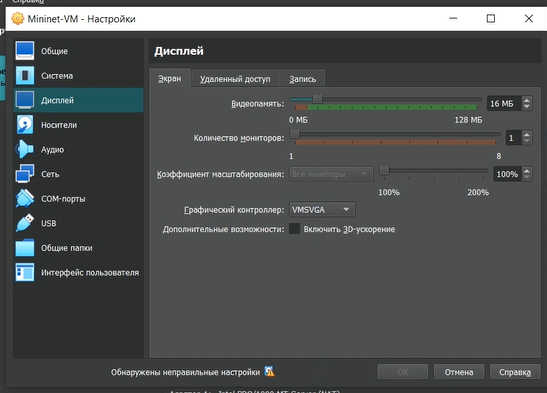 Справка
Mininet-VM - Настройки
Общие
Система
Дисплей
Носители
Аудио
Сеть
COM-порты
USB
Общие папки
Интерфейс пользователя
Дисплей
Экран
Удаленный доступ
Запись
Видеопамять:
16 МБ
0 МБ
128 МБ
Количество мониторов:
1
1
8
Коэффициент масштабирования:
Все мониторы
100%
100%
200%
Графический контроллер:
VMSVGA
Дополнительные возможности:
Включить 3D-ускорение
Обнаружены неправильные настройки
ОК
Отмена
Справка